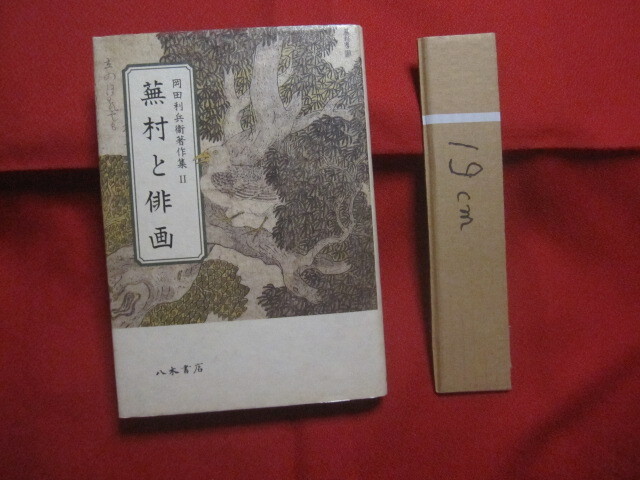 岡田利兵衛著作集 II
蕪村と俳画
八木書店
19cm